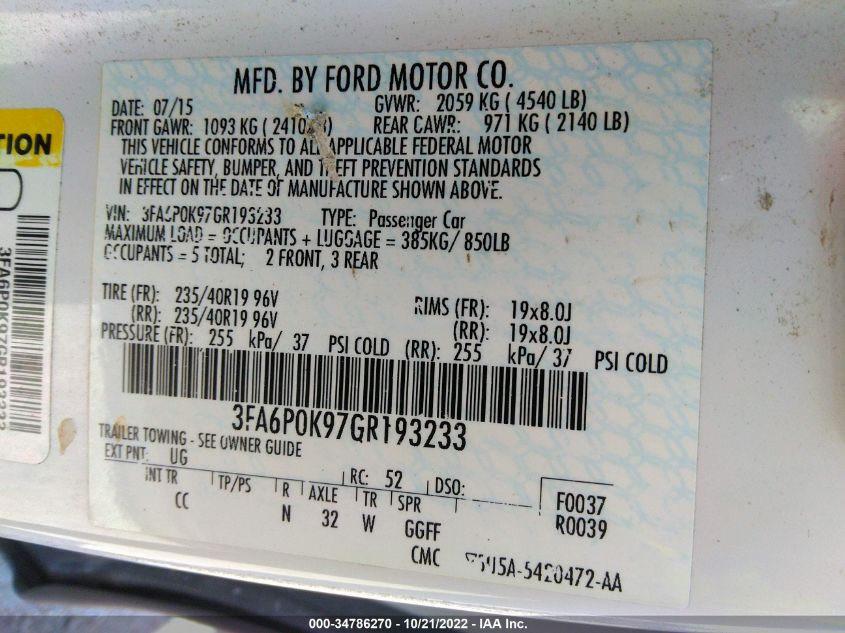 MFD. BY FORD MOTOR CO.
DATE: 07/15 GVWR: 2059 KG ( 4540 LB)
FRONT GAWR: 1093 KG ( REAR GAWR: 971 KG ( 2140 LB)
THIS VEHICLE CONFORMS TO ALL APPLICABLE FEDERAL MOTOR
VEHICLE SAFETY, BUMPER, AND THEFT PREVENTION STANDARDS
IN EFFECT ON THE DATE OF MANUFACTURE SHOWN ABOVE.
VIN: 3FA6P0K97GR193233 TYPE: Passenger Car
MAXIMUM LOAD = OCCUPANTS + LUGGAGE = 385KG/ 850LB
OCCUPANTS = 5 TOTAL; 2 FRONT, 3 REAR
TIRE (FR): 235/40R19 96V RIMS (FR): 19x8.0J
(RR): 235/40R19 96V (RR): 19x8.0J
PRESSURE (FR): 255 kPa/ 37 PSI COLD (RR): 255 kPa/ 37 PSI COLD
3FA6P0K97GR193233
TRAILER TOWING - SEE OWNER GUIDE
EXT PNT: UG RC: 52 DSO: F0037
INT TR TP/PS R AXLE TR SPR R0039
CC N 32 W GGFF
CMC 5420472-AA
TION
3FA6P0K97GR193233
000-34786270 - 10/21/2022 - IAA Inc.